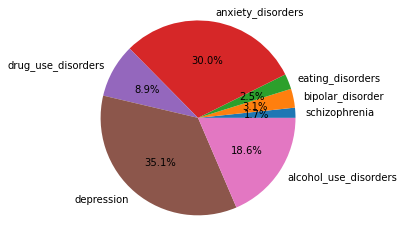 anxiety_disorders
30.0%
drug_use_disorders
8.9%
eating_disorders
2.5%
bipolar_disorder
3.1%
schizophrenia
1.7%
35.1%
depression
18.6%
alcohol_use_disorders